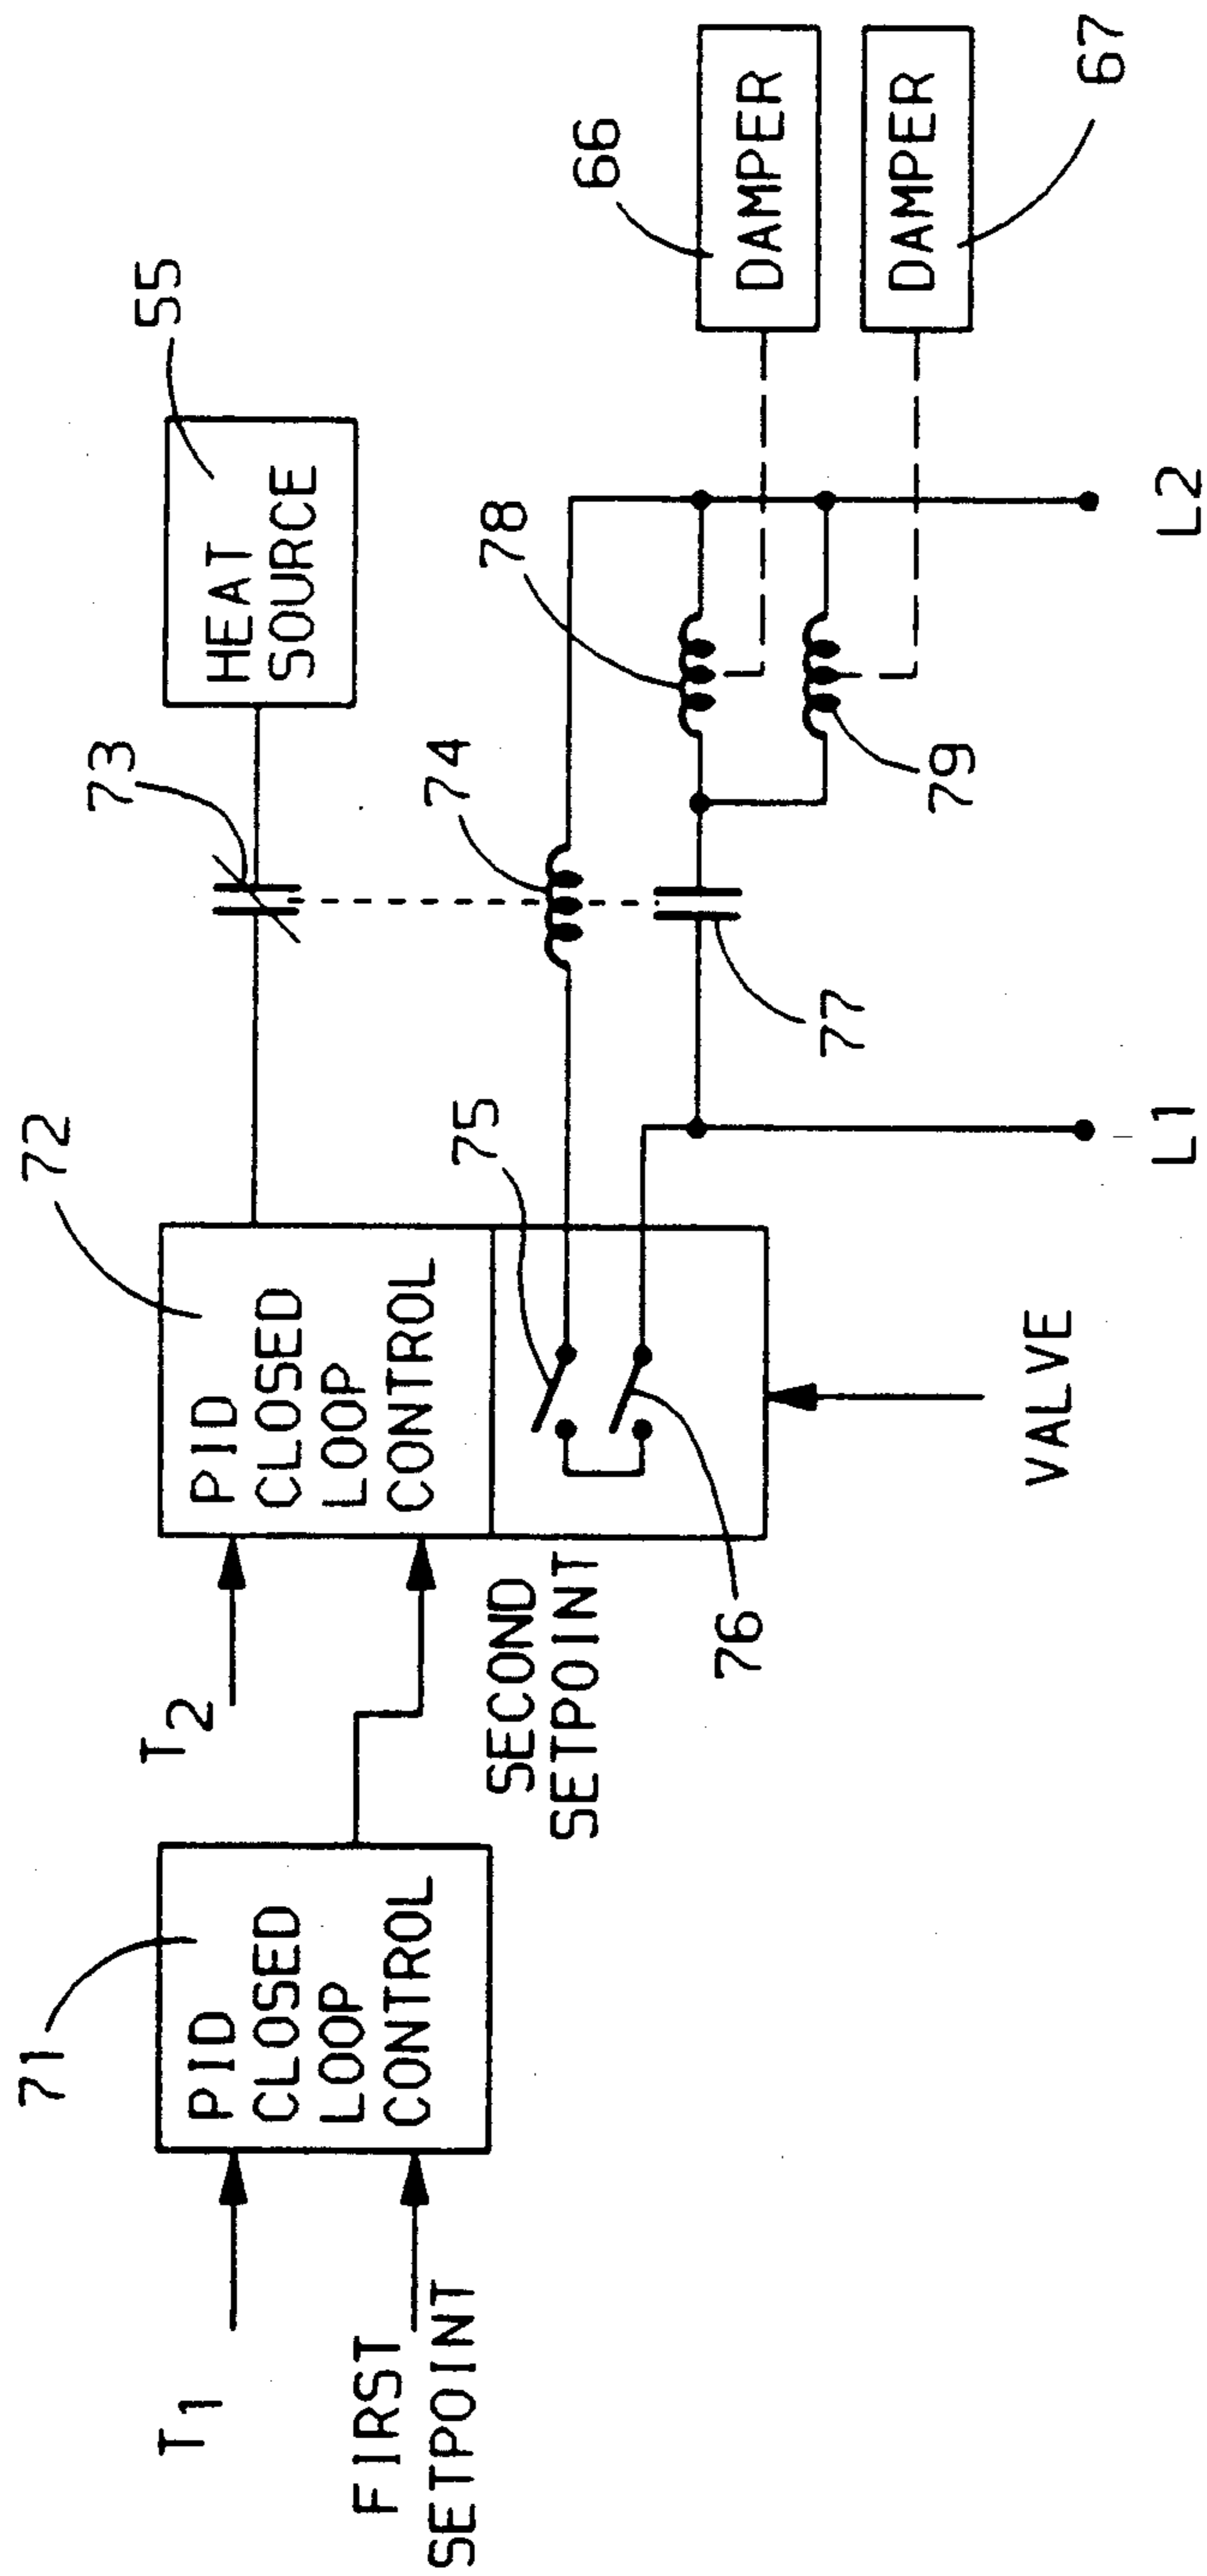 71
72
73
55
T1
PID
CLOSED
LOOP
CONTROL
T2
PID
CLOSED
LOOP
CONTROL
HEAT
SOURCE
FIRST
SETPOINT
SECOND
SETPOINT
75
74
78
66
DAMPER
76
77
79
DAMPER
67
VALVE
L1
L2